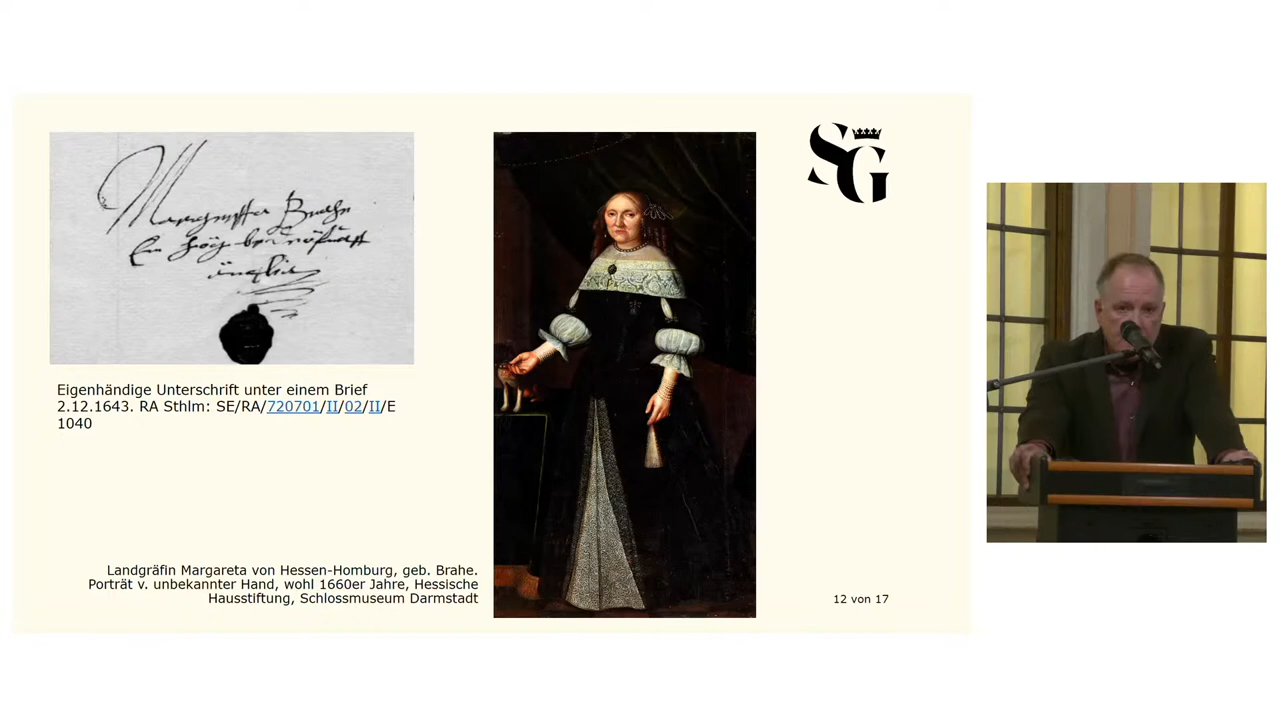 SG
Margretta Brahe
Eigenhändige Unterschrift unter einem Brief
2.12.1643. RA Sthlm: SE/RA/720701/II/02/II/E
1040
Landgräfin Margareta von Hessen-Homburg, geb. Brahe.
Porträt v. unbekannter Hand, wohl 1660er Jahre, Hessische
Hausstiftung, Schlossmuseum Darmstadt
12 von 17